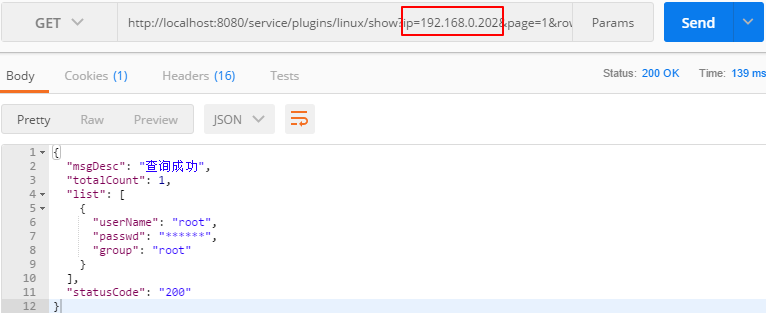 GET http://localhost:8080/service/plugins/linux/show?ip=192.168.0.202&page=1&row Params Send
Body Cookies (1) Headers (16) Tests Status: 200 OK Time: 139 ms
Pretty Raw Preview JSON
1 {
2 "msgDesc": "查询成功",
3 "totalCount": 1,
4 "list": [
5 {
6 "userName": "root",
7 "passwd": "******",
8 "group": "root"
9 }
10 ],
11 "statusCode": "200"
12 }